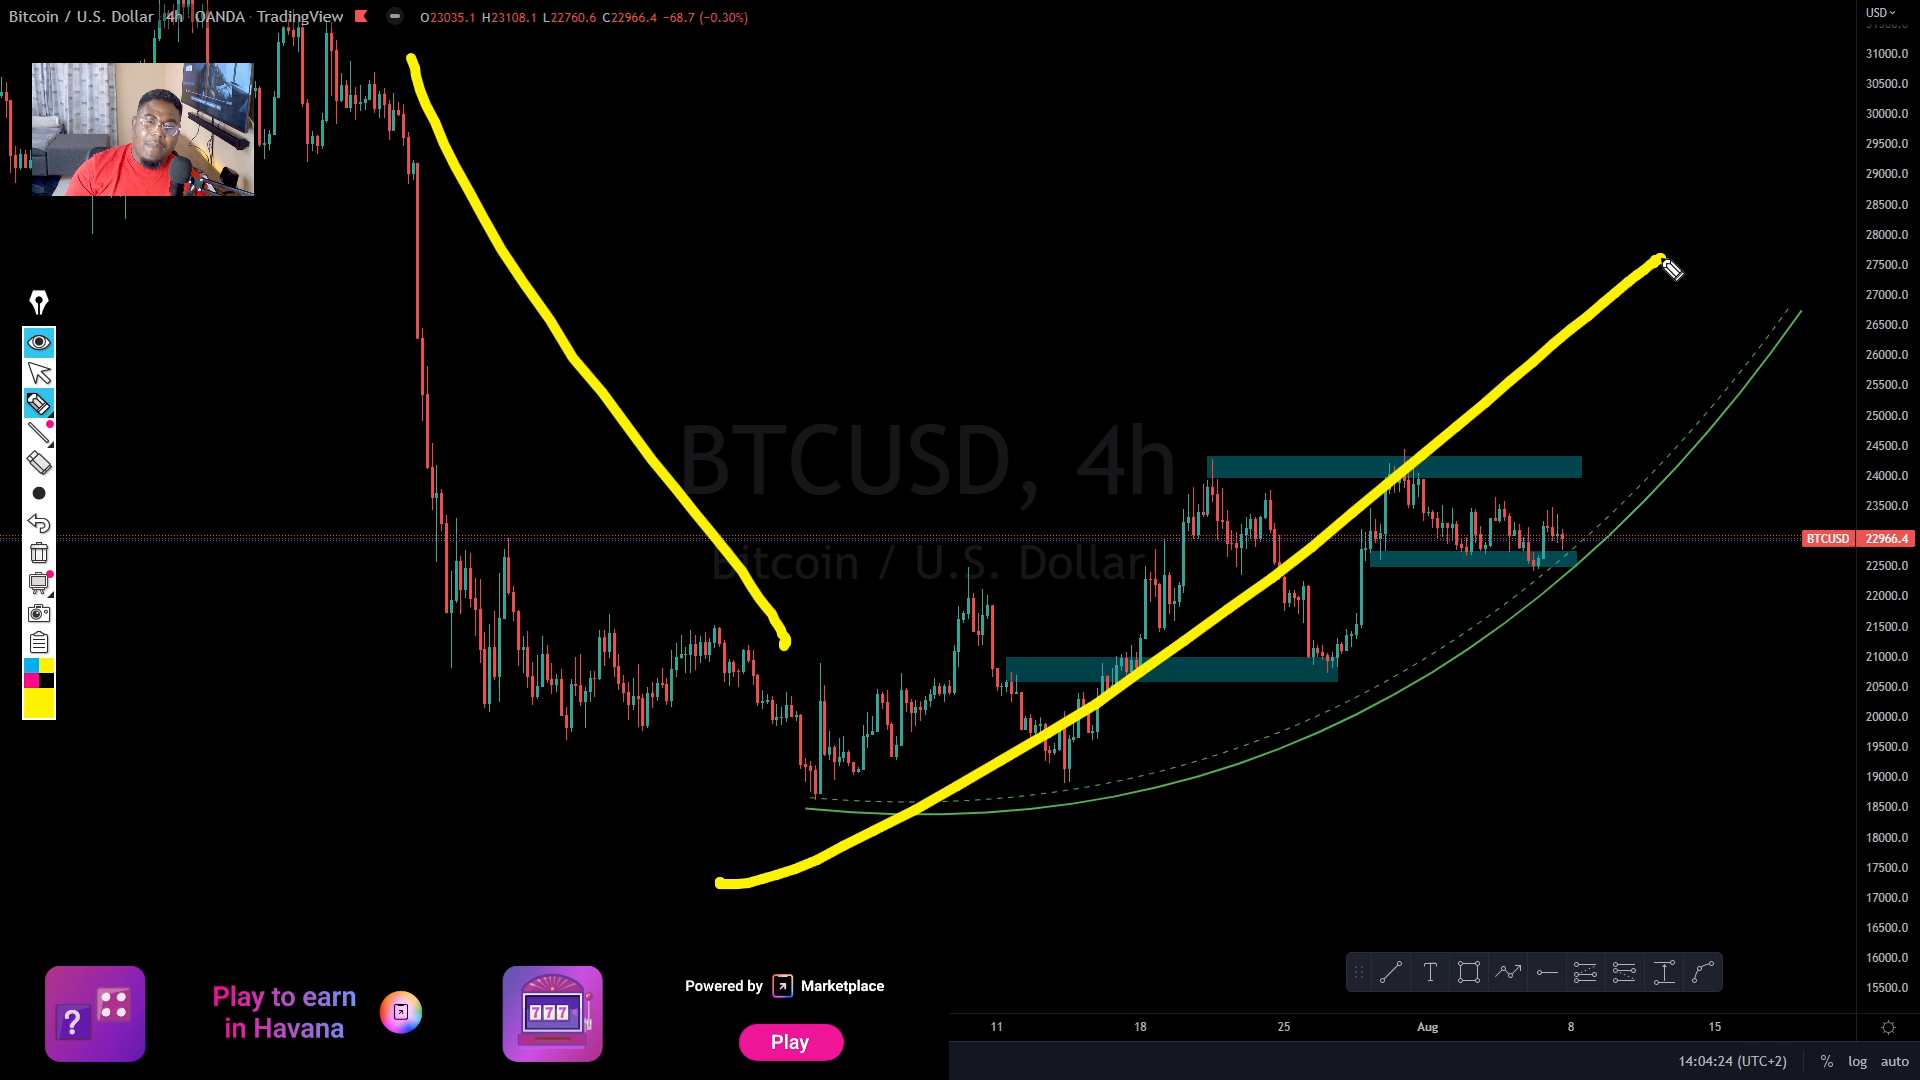 Bitcoin / U.S. Dollar · 4h · OANDA · TradingView O23035.1 H23108.1 L22760.6 C22966.4 −68.7 (−0.30%)
USD
31000.0
30500.0
30000.0
29500.0
29000.0
28500.0
28000.0
27500.0
27000.0
26500.0
26000.0
25500.0
25000.0
24500.0
24000.0
23500.0
BTCUSD 22966.4
22500.0
22000.0
21500.0
21000.0
20500.0
20000.0
19500.0
19000.0
18500.0
18000.0
17500.0
17000.0
16500.0
16000.0
15500.0
BTCUSD, 4h
Bitcoin / U.S. Dollar
?
Play to earn
in Havana
777
Powered by Marketplace
Play
T
11 18 25 Aug 8 15
14:04:24 (UTC+2) % log auto